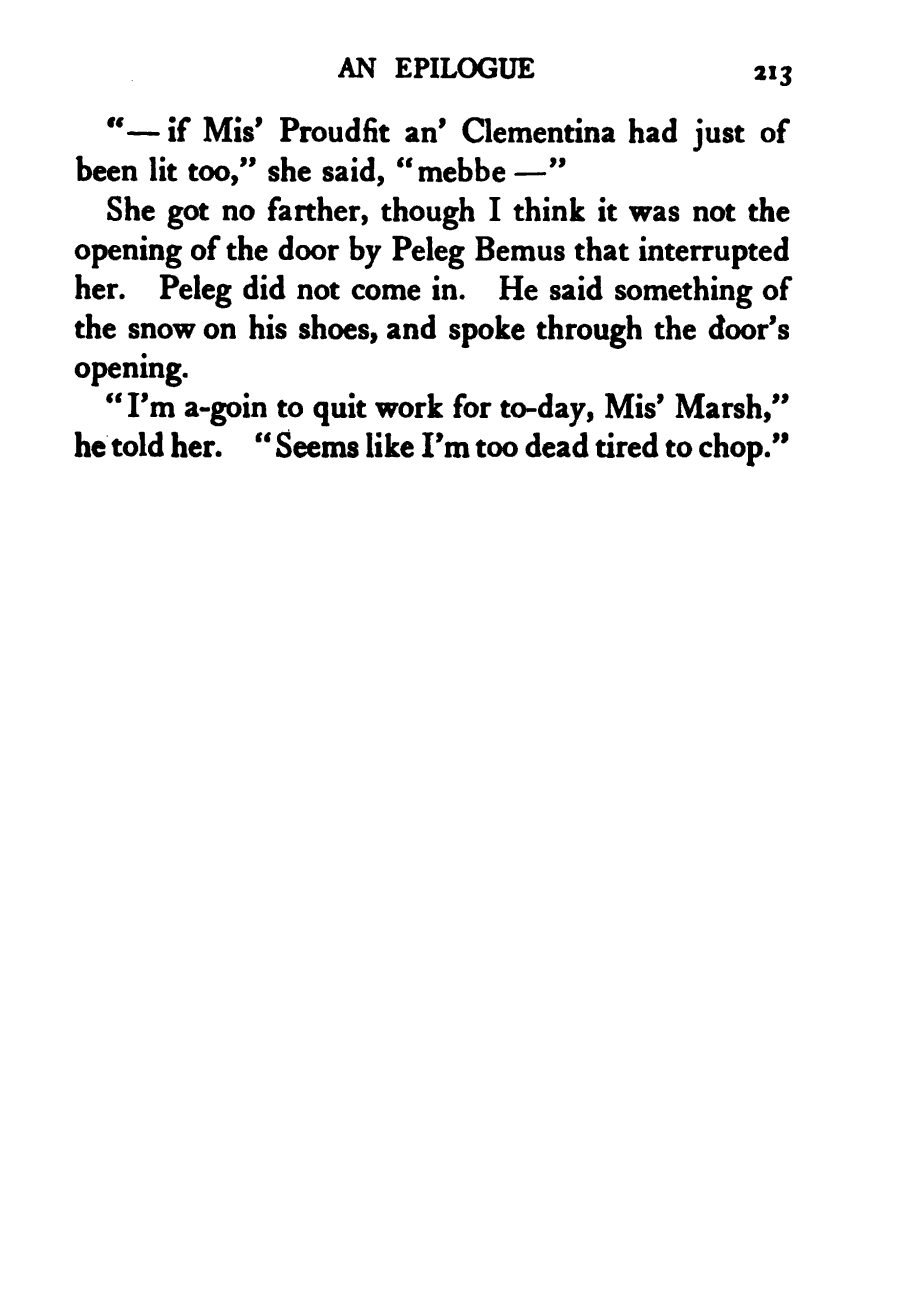 AN EPILOGUE 213
"— if Mis' Proudfit an' Clementina had just of
been lit too," she said, "mebbe —"
She got no farther, though I think it was not the
opening of the door by Peleg Bemus that interrupted
her. Peleg did not come in. He said something of
the snow on his shoes, and spoke through the door's
opening.
"I'm a-goin to quit work for to-day, Mis' Marsh,"
he told her. "Seems like I'm too dead tired to chop."